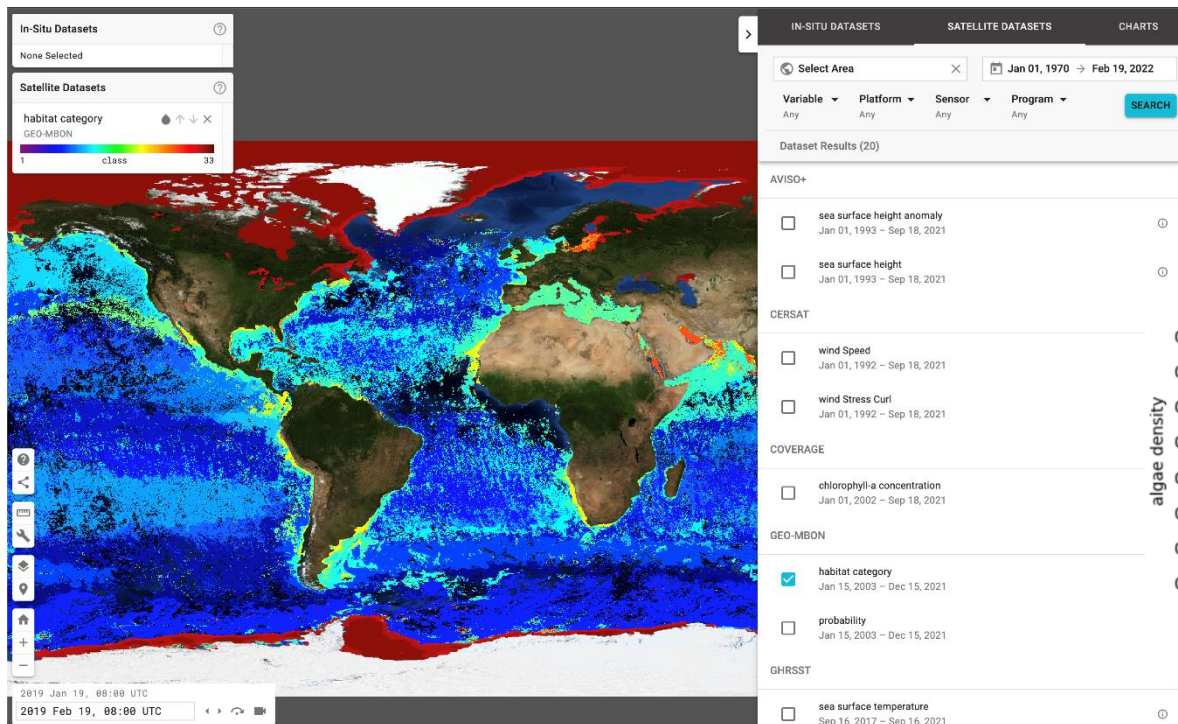 In-Situ Datasets
None Selected
Satellite Datasets
habitat category
GEO-MBON
1 class 33
2019 Jan 19, 08:00 UTC
2019 Feb 19, 08:00 UTC
IN-SITU DATASETS SATELLITE DATASETS CHARTS
Select Area Jan 01, 1970 → Feb 19, 2022
Variable Platform Sensor Program
Any Any Any Any
SEARCH
Dataset Results (20)
AVISO+
sea surface height anomaly
Jan 01, 1993 – Sep 18, 2021
sea surface height
Jan 01, 1993 – Sep 18, 2021
CERSAT
wind Speed
Jan 01, 1992 – Sep 18, 2021
wind Stress Curl
Jan 01, 1992 – Sep 18, 2021
COVERAGE
chlorophyll-a concentration
Jan 01, 2002 – Sep 18, 2021
GEO-MBON
habitat category
Jan 15, 2003 – Dec 15, 2021
probability
Jan 15, 2003 – Dec 15, 2021
GHRSST
sea surface temperature
Sep 16, 2017 – Sep 16, 2021
algae density